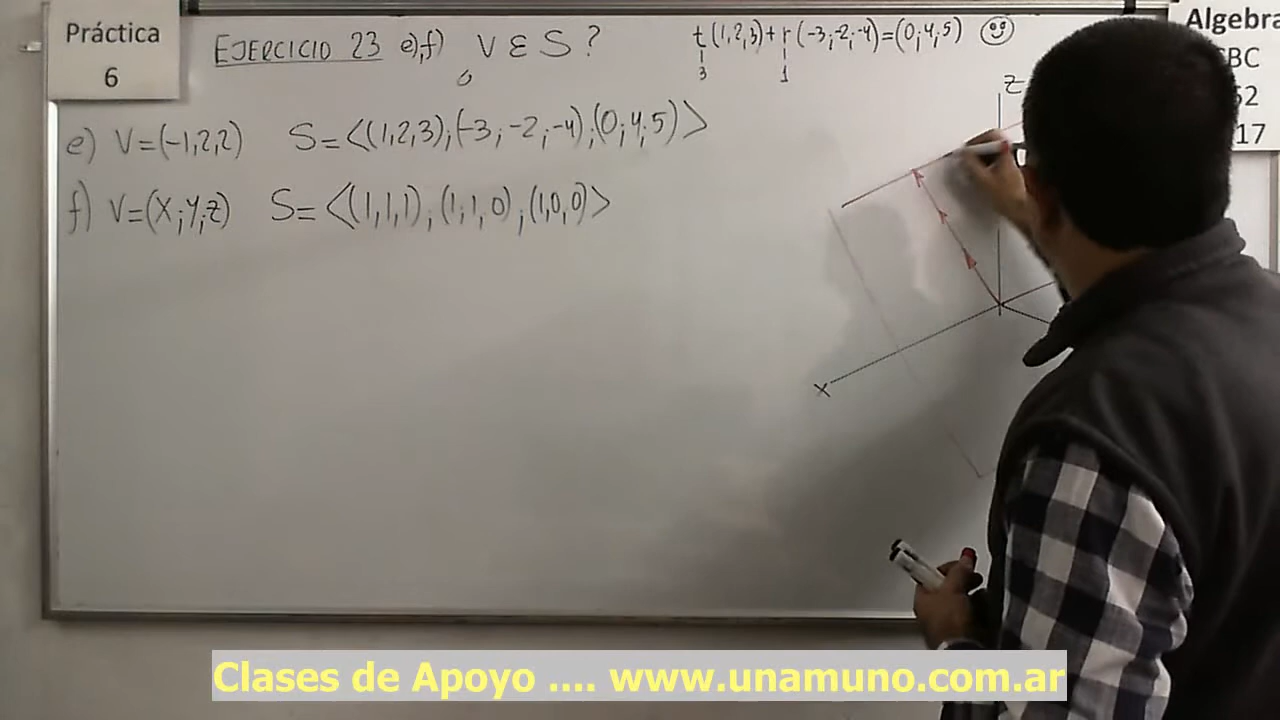 Práctica
6
EJERCICIO 23 e),f) ¿ V ∈ S ?
t(1,2,3)+r(-3;-2;-4)=(0;4;5)
3 1
Algebra
BC
52
17
e) V=(-1,2,2) S=<(1,2,3);(-3;-2;-4);(0;4;5)>
f) V=(X;Y;Z) S=<(1,1,1);(1;1,0);(1,0,0)>
Z
X
Clases de Apoyo .... www.unamuno.com.ar